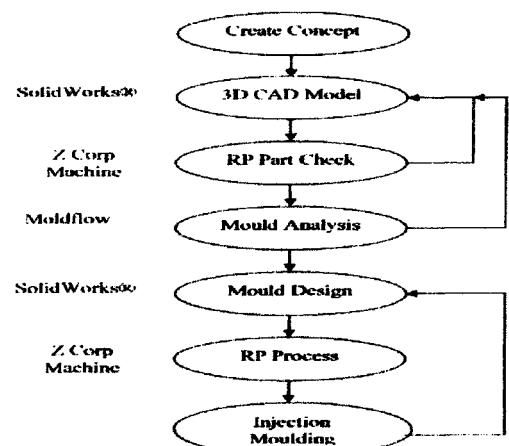 Create Concept
SolidWorks®
3D CAD Model
Z Corp
Machine
RP Part Check
Moldflow
Mould Analysis
SolidWorks®
Mould Design
Z Corp
Machine
RP Process
Injection
Moulding